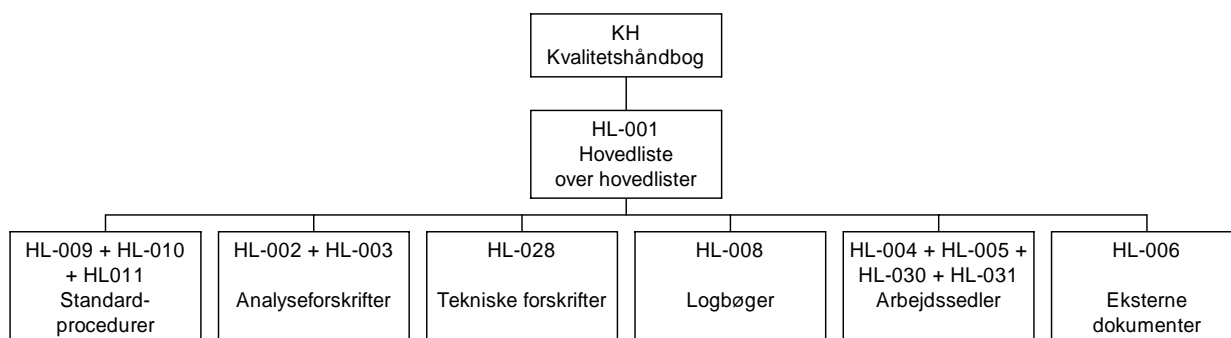 KH
Kvalitetshåndbog
HL-001
Hovedliste
over hovedlister
HL-009 + HL-010
+ HL011
Standard-
procedurer
HL-002 + HL-003
Analyseforskrifter
HL-028
Tekniske forskrifter
HL-008
Logbøger
HL-004 + HL-005 +
HL-030 + HL-031
Arbejdssedler
HL-006
Eksterne
dokumenter